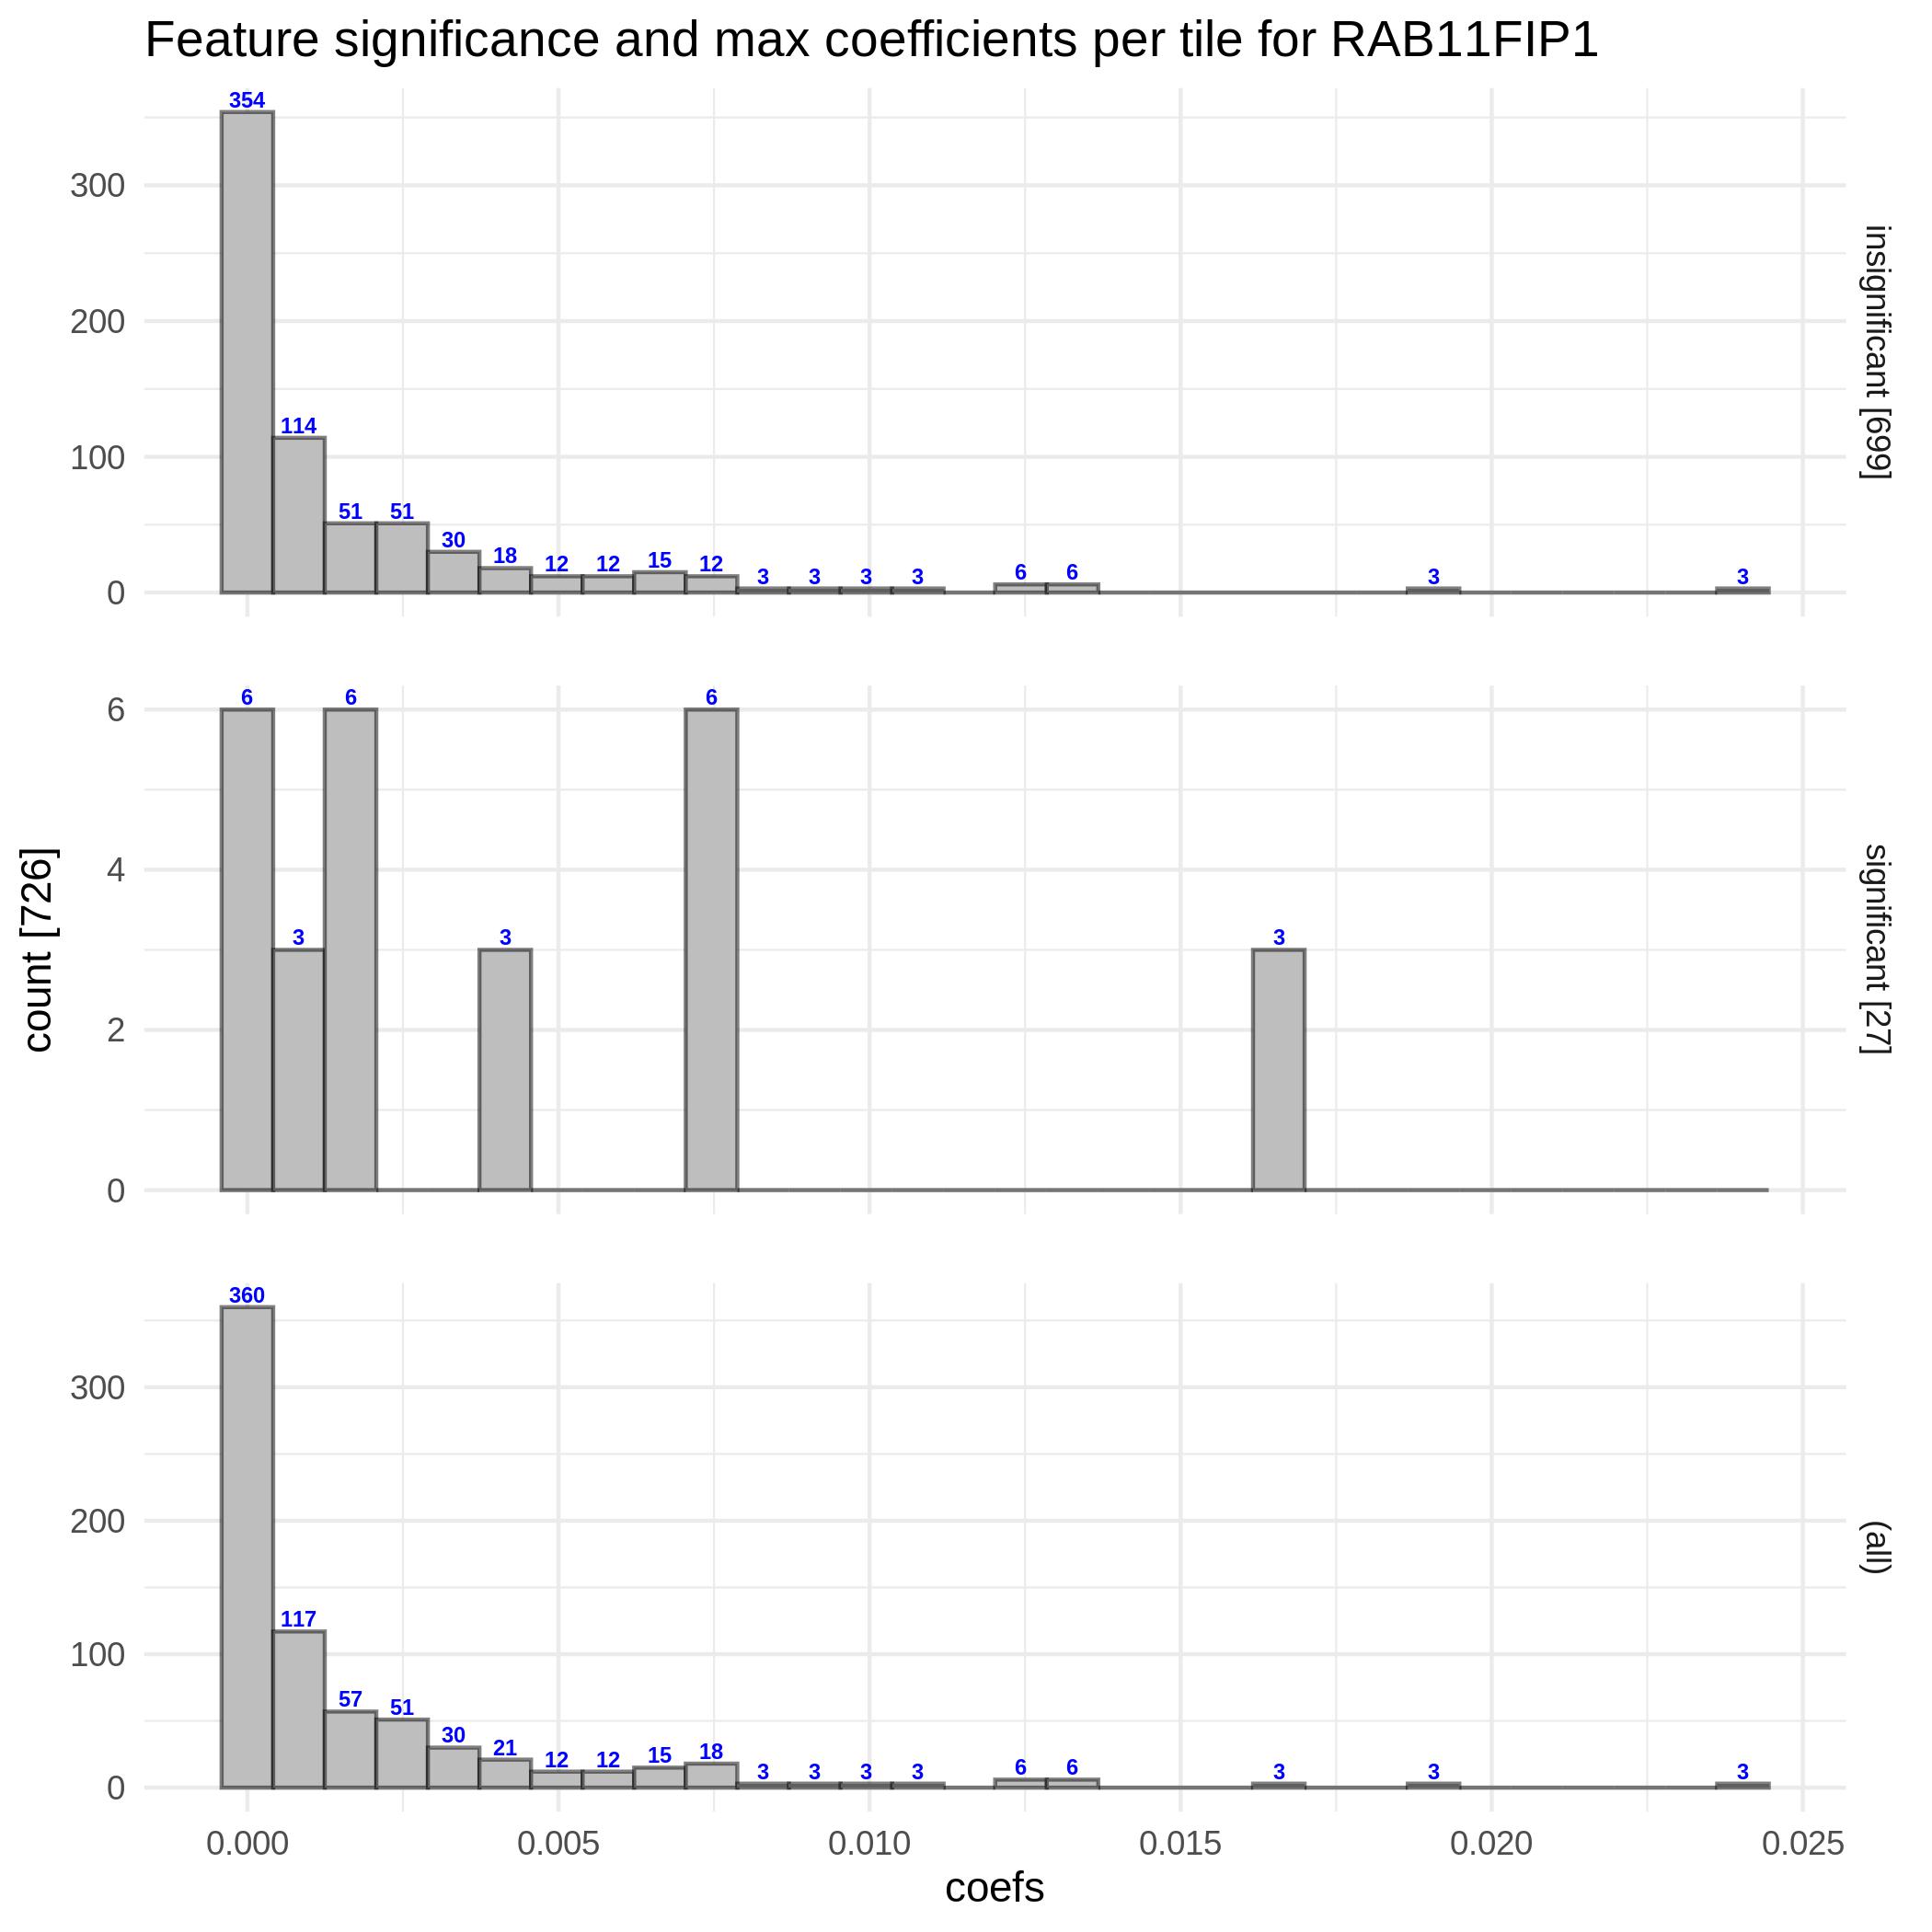 Feature significance and max coefficients per tile for RAB11FIP1
354
300
114
200
100
51 51
30
18
12 12 15 12
3 3 3 3
6 6
3
3
0
insignificant [699]
6 6 6
6
4
3 3 3
2
0
count [726]
significant [27]
360
300
200
117
100
57
51
30
21
12 12 15 18
3 3 3 3
6 6
3
3
3
0
(all)
0.000 0.005 0.010 0.015 0.020 0.025
coefs